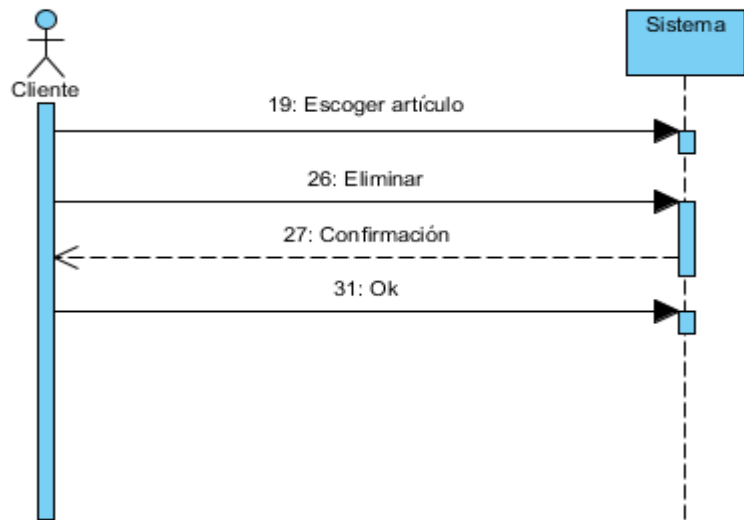 Sistema
Cliente
19: Escoger artículo
26: Eliminar
27: Confirmación
31: Ok